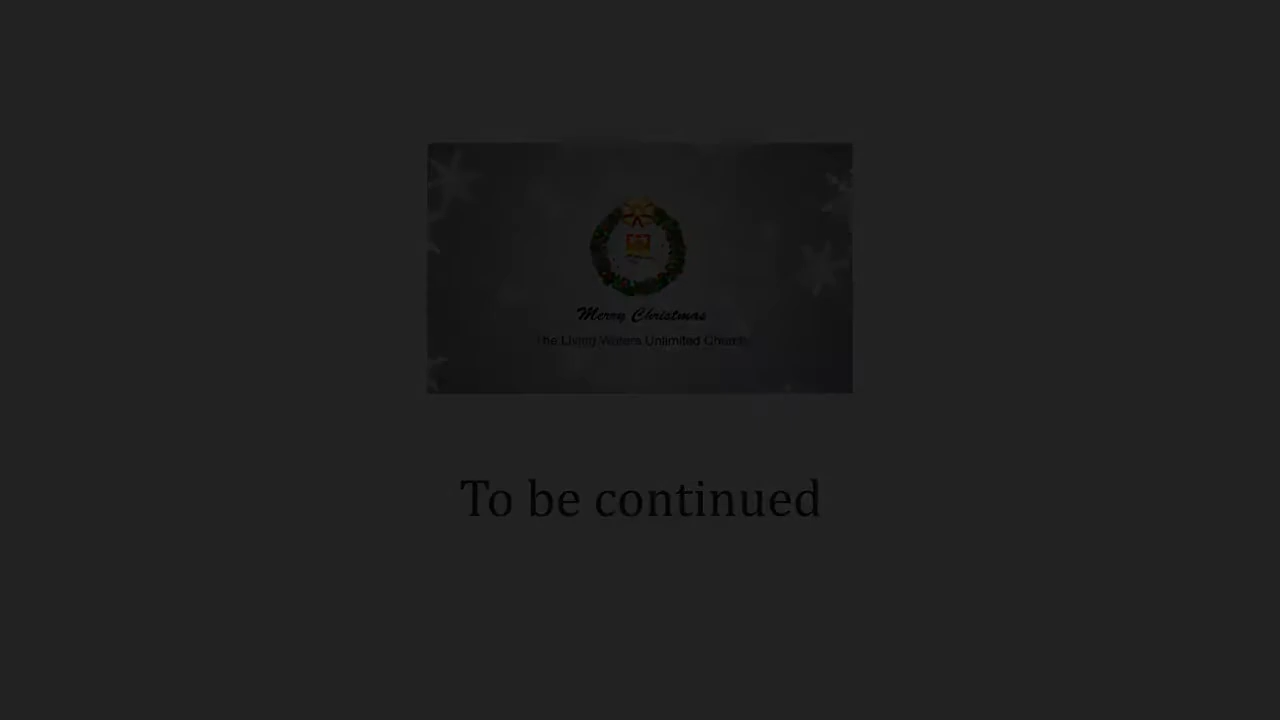 Merry Christmas
The Living Waters Unlimited Church
To be continued